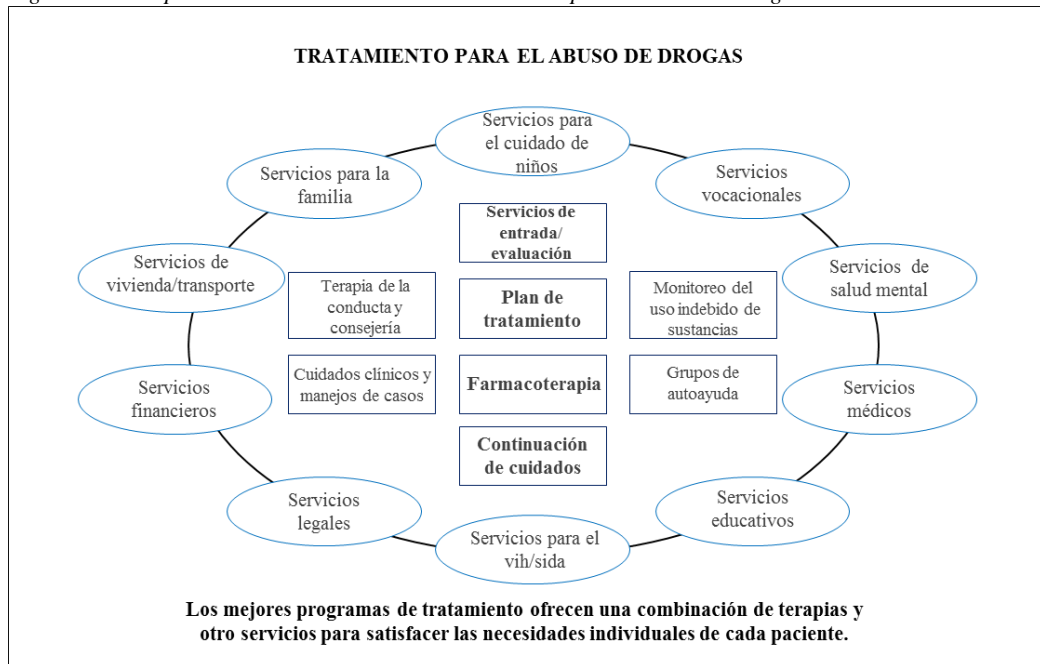 TRATAMIENTO PARA EL ABUSO DE DROGAS
Servicios para
el cuidado de
niños
Servicios para la
familia
Servicios
vocacionales
Servicios de
entrada/
evaluación
Servicios de
vivienda/transporte
Servicios de
salud mental
Terapia de la
conducta y
consejería
Plan de
tratamiento
Monitoreo del
uso indebido de
sustancias
Servicios
financieros
Cuidados clínicos y
manejos de casos
Farmacoterapia
Grupos de
autoayuda
Servicios
médicos
Continuación
de cuidados
Servicios
legales
Servicios
educativos
Servicios para el
vih/sida
Los mejores programas de tratamiento ofrecen una combinación de terapias y
otro servicios para satisfacer las necesidades individuales de cada paciente.